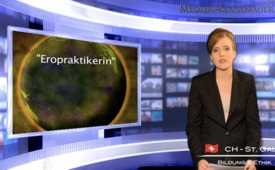 "Eropraktikerin"
CH - St. Gal
Bildung & Ethik